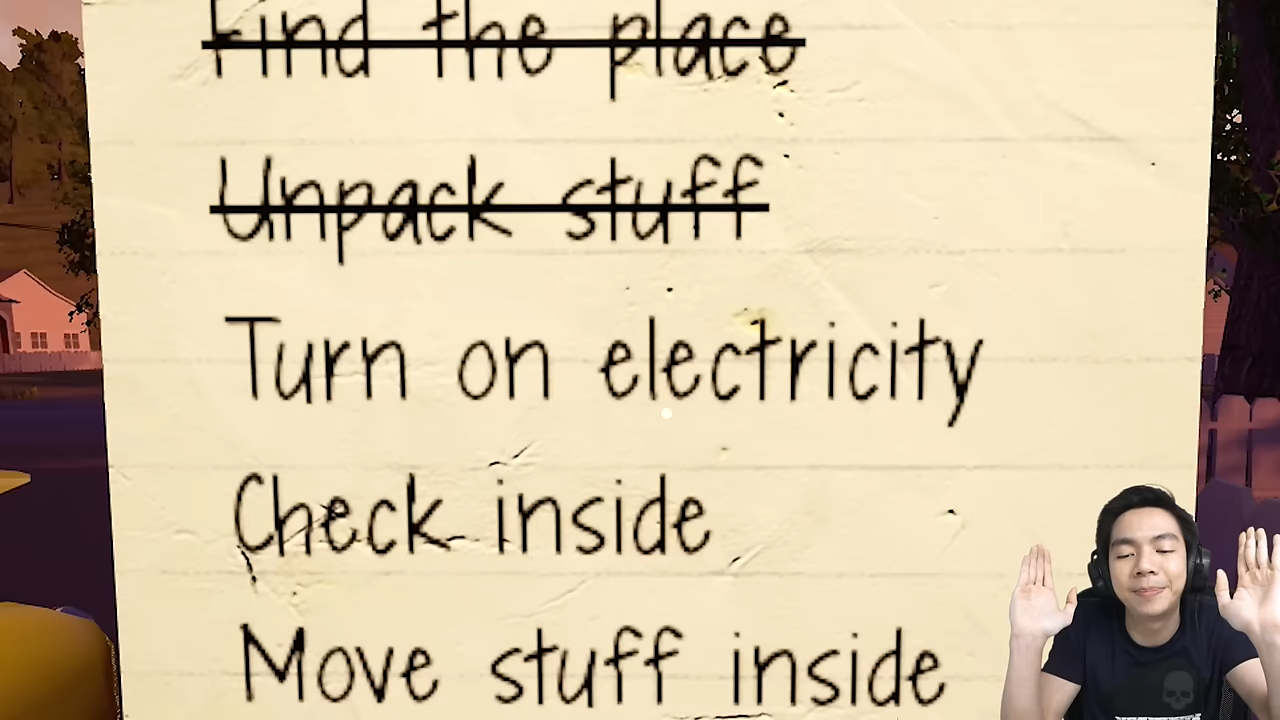 Find the place
Unpack stuff
Turn on electricity
Check inside
Move stuff inside